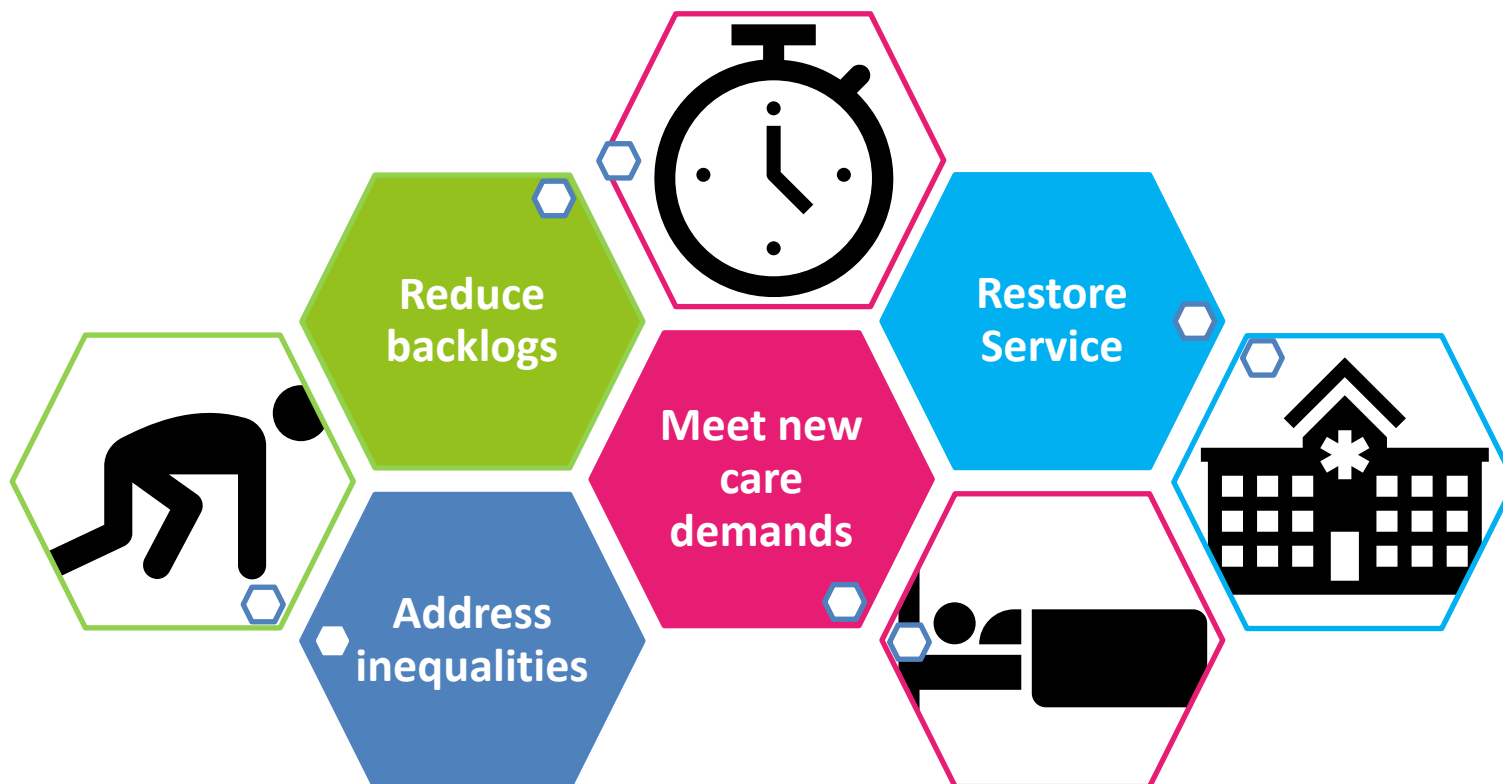 Reduce
backlogs
Restore
Service
Meet new
care
demands
Address
inequalities